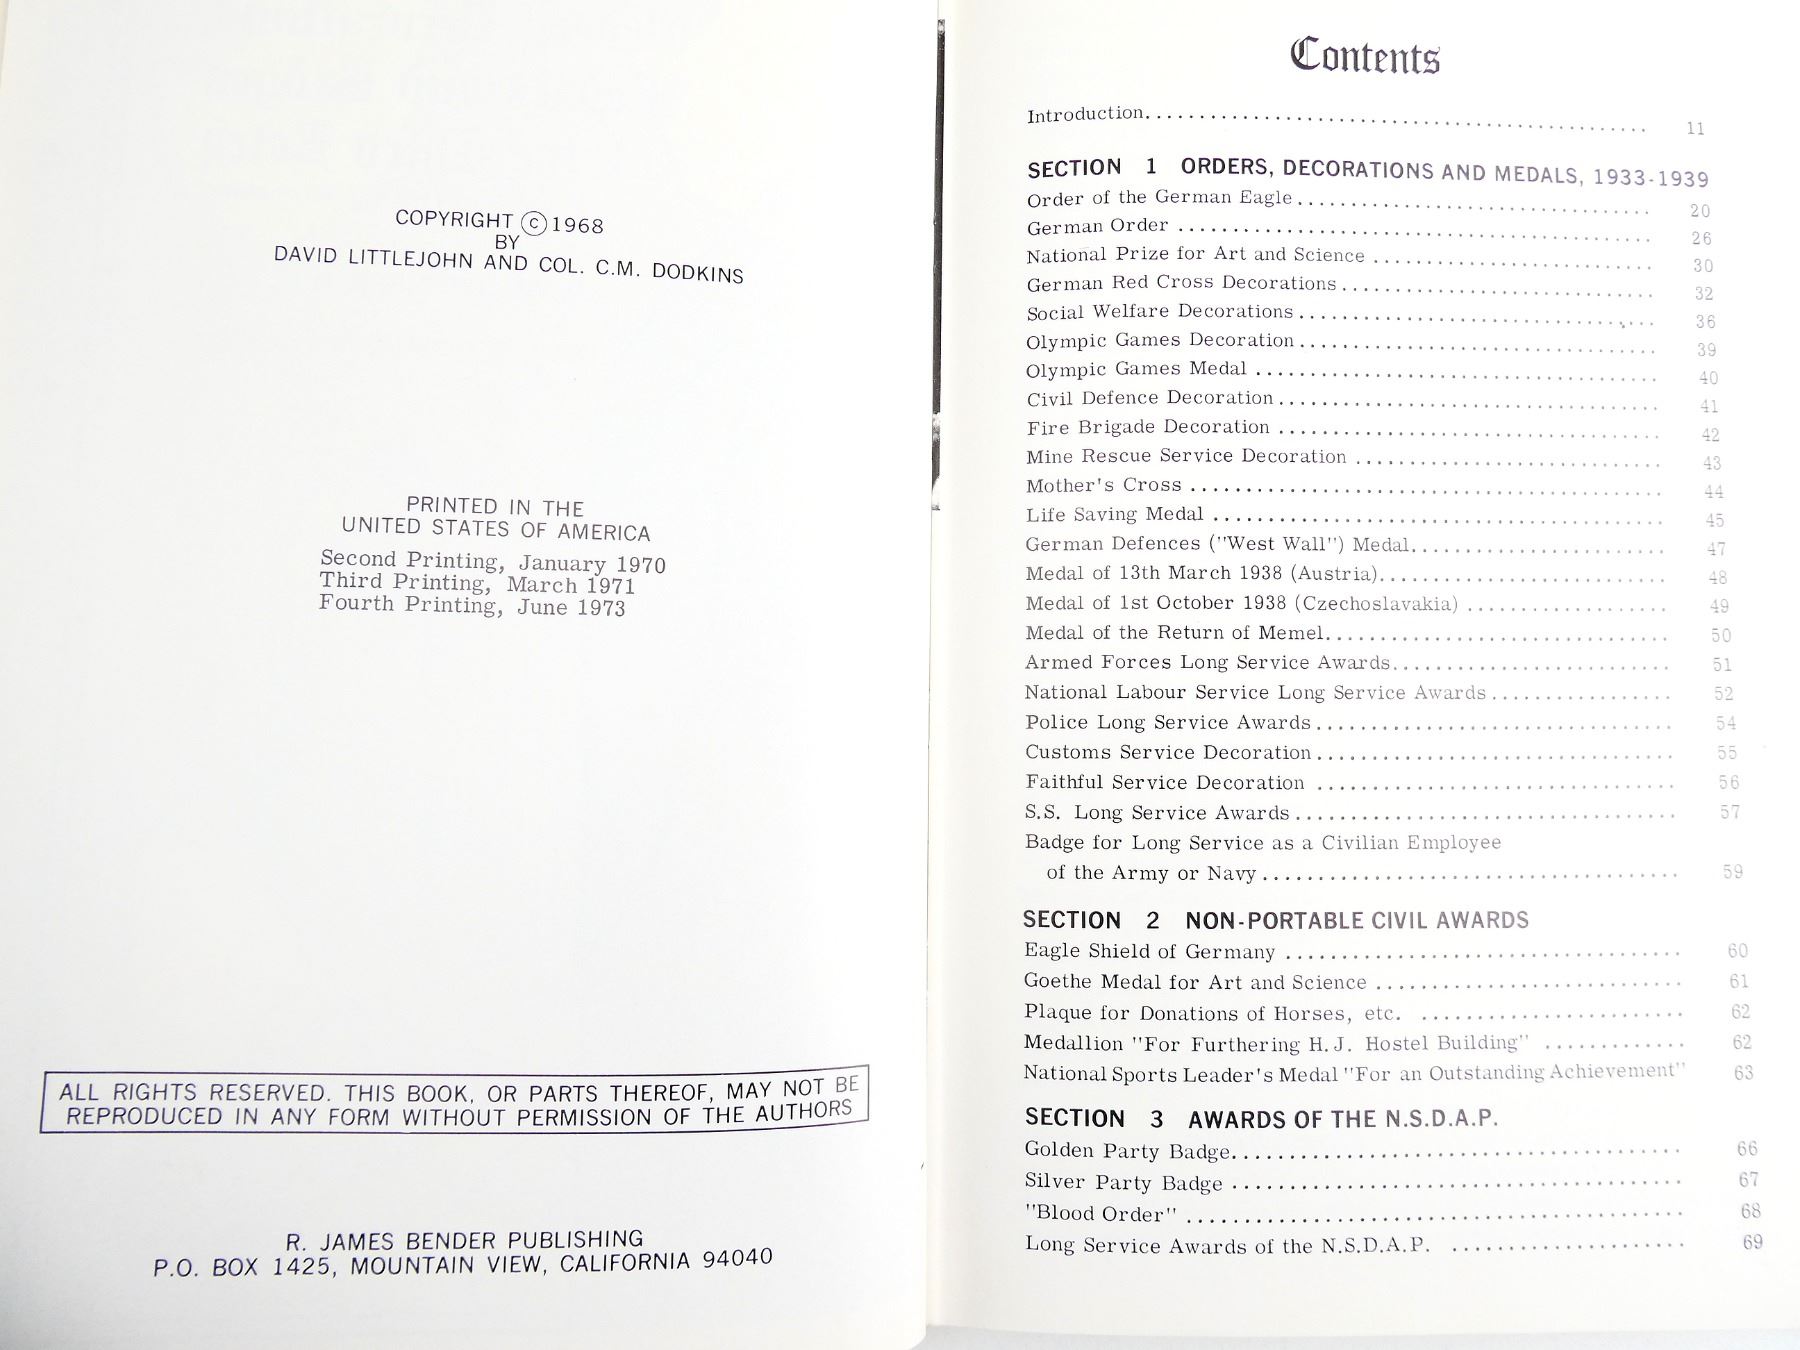 COPYRIGHT © 1968
BY
DAVID LITTLEJOHN AND COL. C.M. DODKINS
PRINTED IN THE
UNITED STATES OF AMERICA
Second Printing, January 1970
Third Printing, March 1971
Fourth Printing, June 1973
ALL RIGHTS RESERVED. THIS BOOK, OR PARTS THEREOF, MAY NOT BE
REPRODUCED IN ANY FORM WITHOUT PERMISSION OF THE AUTHORS
R. JAMES BENDER PUBLISHING
P.O. BOX 1425, MOUNTAIN VIEW, CALIFORNIA 94040
Contents
Introduction........................................ 11
SECTION 1 ORDERS, DECORATIONS AND MEDALS, 1933-1939
Order of the German Eagle............................ 20
German Order ...................................... 26
National Prize for Art and Science ...................... 30
German Red Cross Decorations......................... 32
Social Welfare Decorations............................ 36
Olympic Games Decoration............................ 39
Olympic Games Medal ............................... 40
Civil Defence Decoration.............................. 41
Fire Brigade Decoration .............................. 42
Mine Rescue Service Decoration ........................ 43
Mother's Cross ..................................... 44
Life Saving Medal ................................... 45
German Defences ("West Wall") Medal................... 47
Medal of 13th March 1938 (Austria)...................... 48
Medal of 1st October 1938 (Czechoslavakia) ............... 49
Medal of the Return of Memel.......................... 50
Armed Forces Long Service Awards..................... 51
National Labour Service Long Service Awards............. 52
Police Long Service Awards........................... 54
Customs Service Decoration........................... 55
Faithful Service Decoration ........................... 56
S.S. Long Service Awards............................. 57
Badge for Long Service as a Civilian Employee
of the Army or Navy................................ 59
SECTION 2 NON-PORTABLE CIVIL AWARDS
Eagle Shield of Germany .............................. 60
Goethe Medal for Art and Science ...................... 61
Plaque for Donations of Horses, etc. .................... 62
Medallion "For Furthering H.J. Hostel Building" ............ 62
National Sports Leader's Medal "For an Outstanding Achievement" 63
SECTION 3 AWARDS OF THE N.S.D.A.P.
Golden Party Badge.................................. 66
Silver Party Badge .................................. 67
"Blood Order" ...................................... 68
Long Service Awards of the N.S.D.A.P. .................. 69